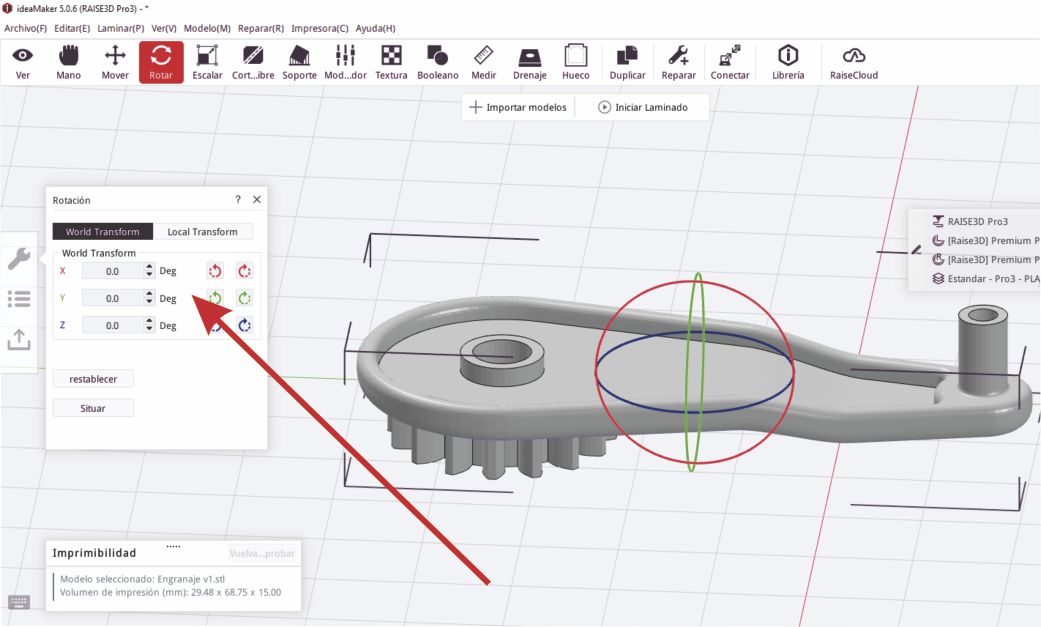 ideaMaker 5.0.6 (RAISE3D Pro3) - *
Archivo(F) Editar(E) Laminar(P) Ver(V) Modelo(M) Reparar(R) Impresora(C) Ayuda(H)
Ver Mano Mover Rotar Escalar Cort...ibre Soporte Mod...dor Textura Booleano Medir Drenaje Hueco Duplicar Reparar Conectar Librería RaiseCloud
Importar modelos Iniciar Laminado
Rotación ? ×
World Transform Local Transform
World Transform
X 0.0 Deg
Y 0.0 Deg
Z 0.0 Deg
restablecer
Situar
RAISE3D Pro3
[Raise3D] Premium P
[Raise3D] Premium P
Estandar - Pro3 - PLA
Imprimibilidad Vuelva...probar
Modelo seleccionado: Engranaje v1.stl
Volumen de impresión (mm): 29.48 x 68.75 x 15.00